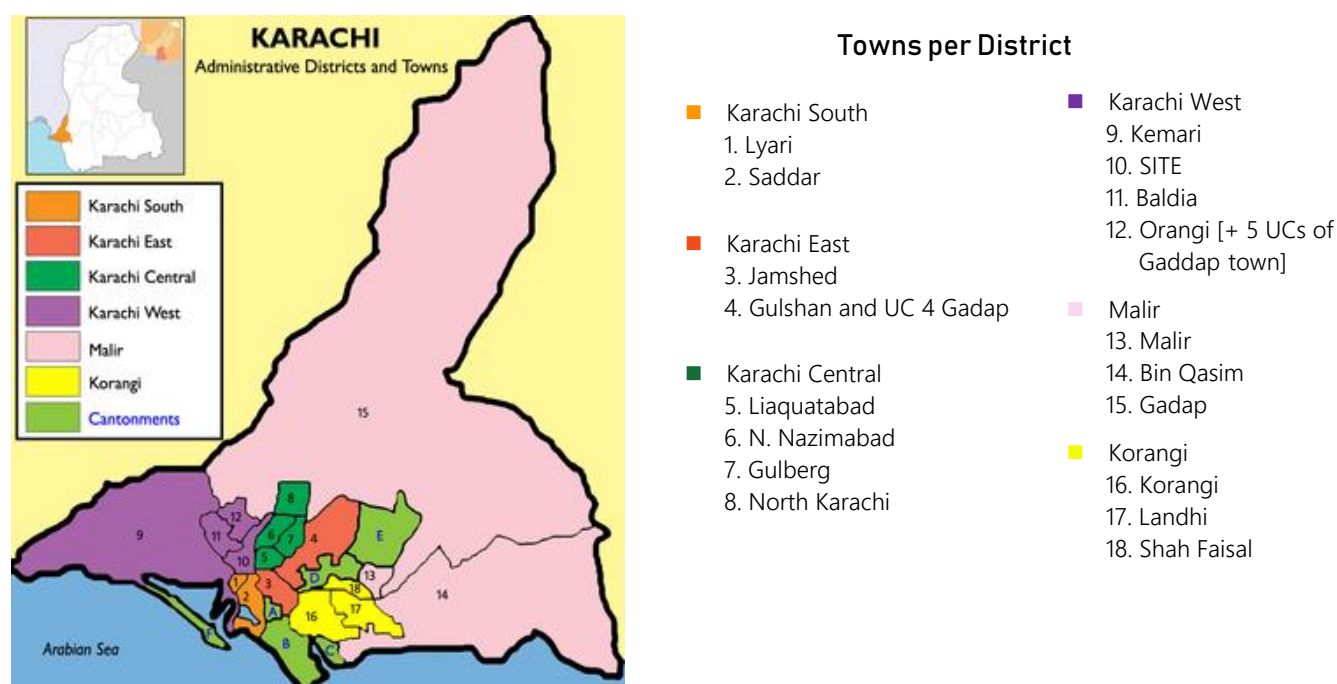 KARACHI
Administrative Districts and Towns
Karachi South
Karachi East
Karachi Central
Karachi West
Malir
Korangi
Cantonments
15
8
12
6
7
4
E
9
11
10
5
D
13
1
3
18
2
14
A
16
17
F
B
C
Arabian Sea
Towns per District
Karachi South
1. Lyari
2. Saddar
Karachi East
3. Jamshed
4. Gulshan and UC 4 Gadap
Karachi Central
5. Liaquatabad
6. N. Nazimabad
7. Gulberg
8. North Karachi
Karachi West
9. Kemari
10. SITE
11. Baldia
12. Orangi [+ 5 UCs of
Gaddap town]
Malir
13. Malir
14. Bin Qasim
15. Gadap
Korangi
16. Korangi
17. Landhi
18. Shah Faisal